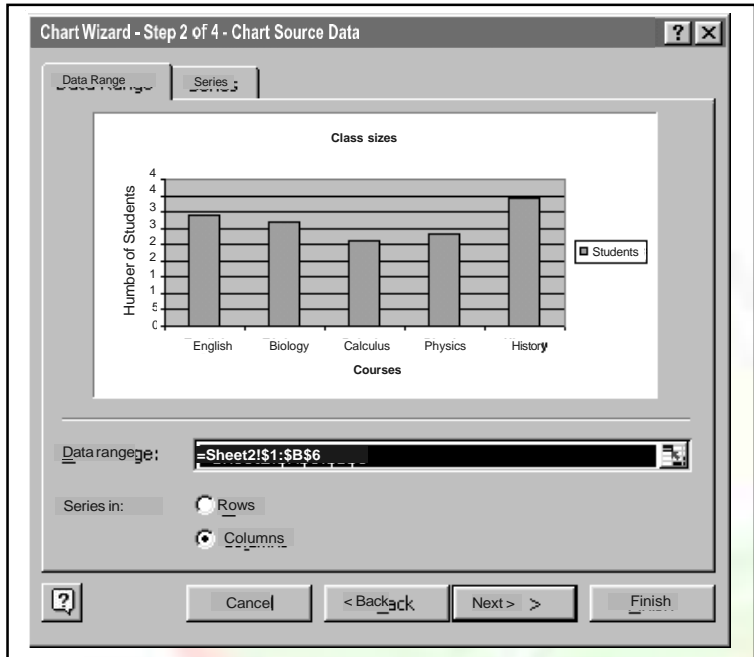 Chart Wizard - Step 2 of 4 - Chart Source Data
Data Range Series
Class sizes
Humber of Students
4
4
3
3
2
2
1
1
5
0
Students
English Biology Calculus Physics History
Courses
Data range:
=Sheet2!$1:$B$6
Series in:
Rows
Columns
Cancel < Back Next > Finish